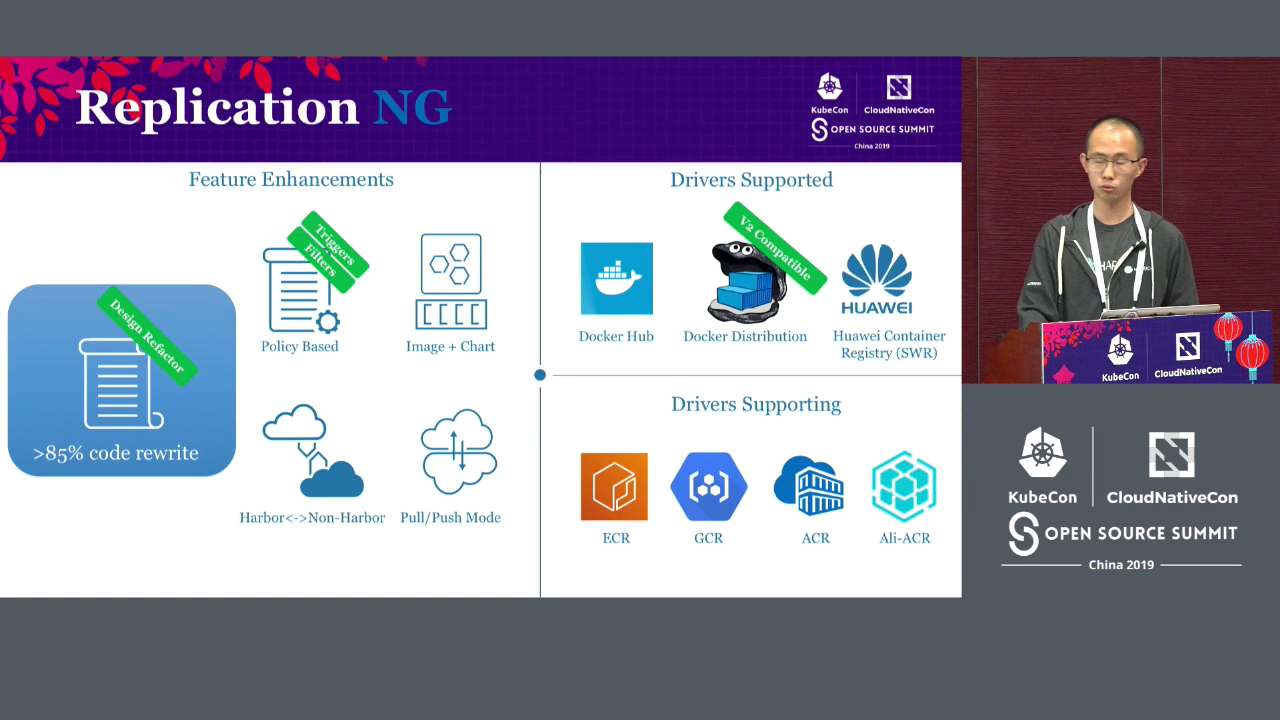 Replication NG
KubeCon
CloudNativeCon
OPEN SOURCE SUMMIT
China 2019
Feature Enhancements
Design Refactor
>85% code rewrite
Triggers
Filters
Policy Based
Image + Chart
Harbor<->Non-Harbor
Pull/Push Mode
Drivers Supported
Docker Hub
V2 Compatible
Docker Distribution
HUAWEI
Huawei Container
Registry (SWR)
Drivers Supporting
ECR
GCR
ACR
Ali-ACR
KubeCon
CloudNativeCon
KubeCon
CloudNativeCon
OPEN SOURCE SUMMIT
China 2019